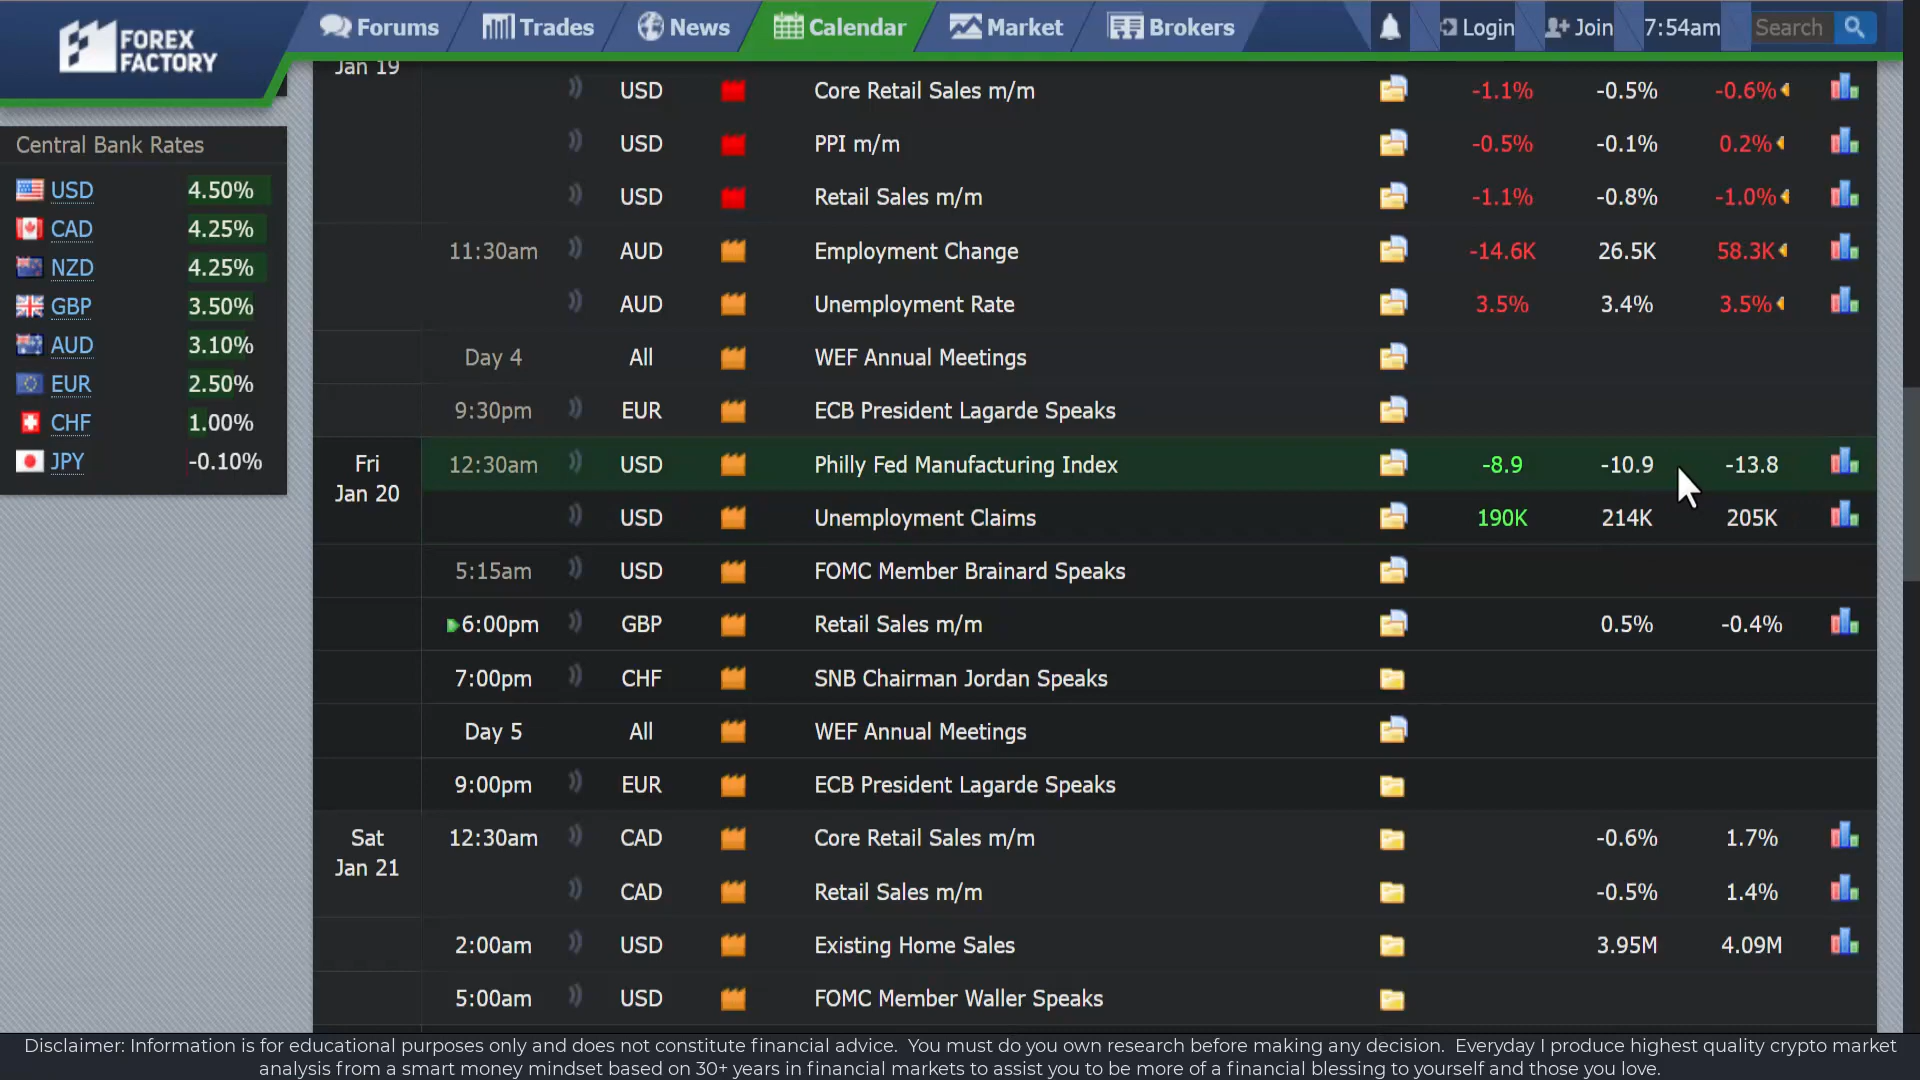 FOREX
FACTORY
Forums
Trades
News
Calendar
Market
Brokers
Login
Join
7:54am
Search
Central Bank Rates
USD 4.50%
CAD 4.25%
NZD 4.25%
GBP 3.50%
AUD 3.10%
EUR 2.50%
CHF 1.00%
JPY -0.10%
Jan 19
USD Core Retail Sales m/m -1.1% -0.5% -0.6%
USD PPI m/m -0.5% -0.1% 0.2%
USD Retail Sales m/m -1.1% -0.8% -1.0%
11:30am AUD Employment Change -14.6K 26.5K 58.3K
AUD Unemployment Rate 3.5% 3.4% 3.5%
Day 4 All WEF Annual Meetings
9:30pm EUR ECB President Lagarde Speaks
Fri
Jan 20
12:30am USD Philly Fed Manufacturing Index -8.9 -10.9 -13.8
USD Unemployment Claims 190K 214K 205K
5:15am USD FOMC Member Brainard Speaks
6:00pm GBP Retail Sales m/m 0.5% -0.4%
7:00pm CHF SNB Chairman Jordan Speaks
Day 5 All WEF Annual Meetings
9:00pm EUR ECB President Lagarde Speaks
Sat
Jan 21
12:30am CAD Core Retail Sales m/m -0.6% 1.7%
CAD Retail Sales m/m -0.5% 1.4%
2:00am USD Existing Home Sales 3.95M 4.09M
5:00am USD FOMC Member Waller Speaks
Disclaimer: Information is for educational purposes only and does not constitute financial advice. You must do you own research before making any decision. Everyday I produce highest quality crypto market
analysis from a smart money mindset based on 30+ years in financial markets to assist you to be more of a financial blessing to yourself and those you love.